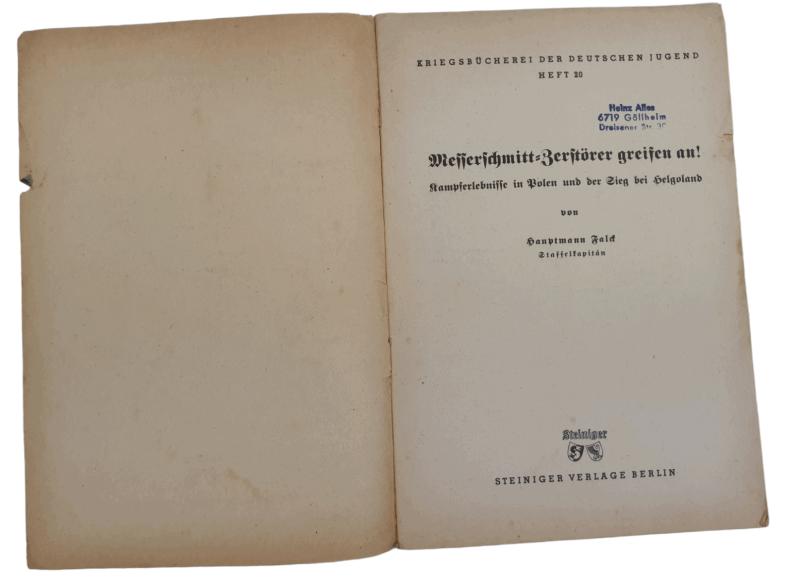 KRIEGSBÜCHEREI DER DEUTSCHEN JUGEND
HEFT 20
Heinz Alles
6719 Göllheim
Dreisener Str. 30
Messerschmitt-Zerstörer greifen an!
Kampferlebnisse in Polen und der Sieg bei Helgoland
von
Hauptmann Falck
Staffelkapitän
Steiniger
STEINIGER VERLAGE BERLIN